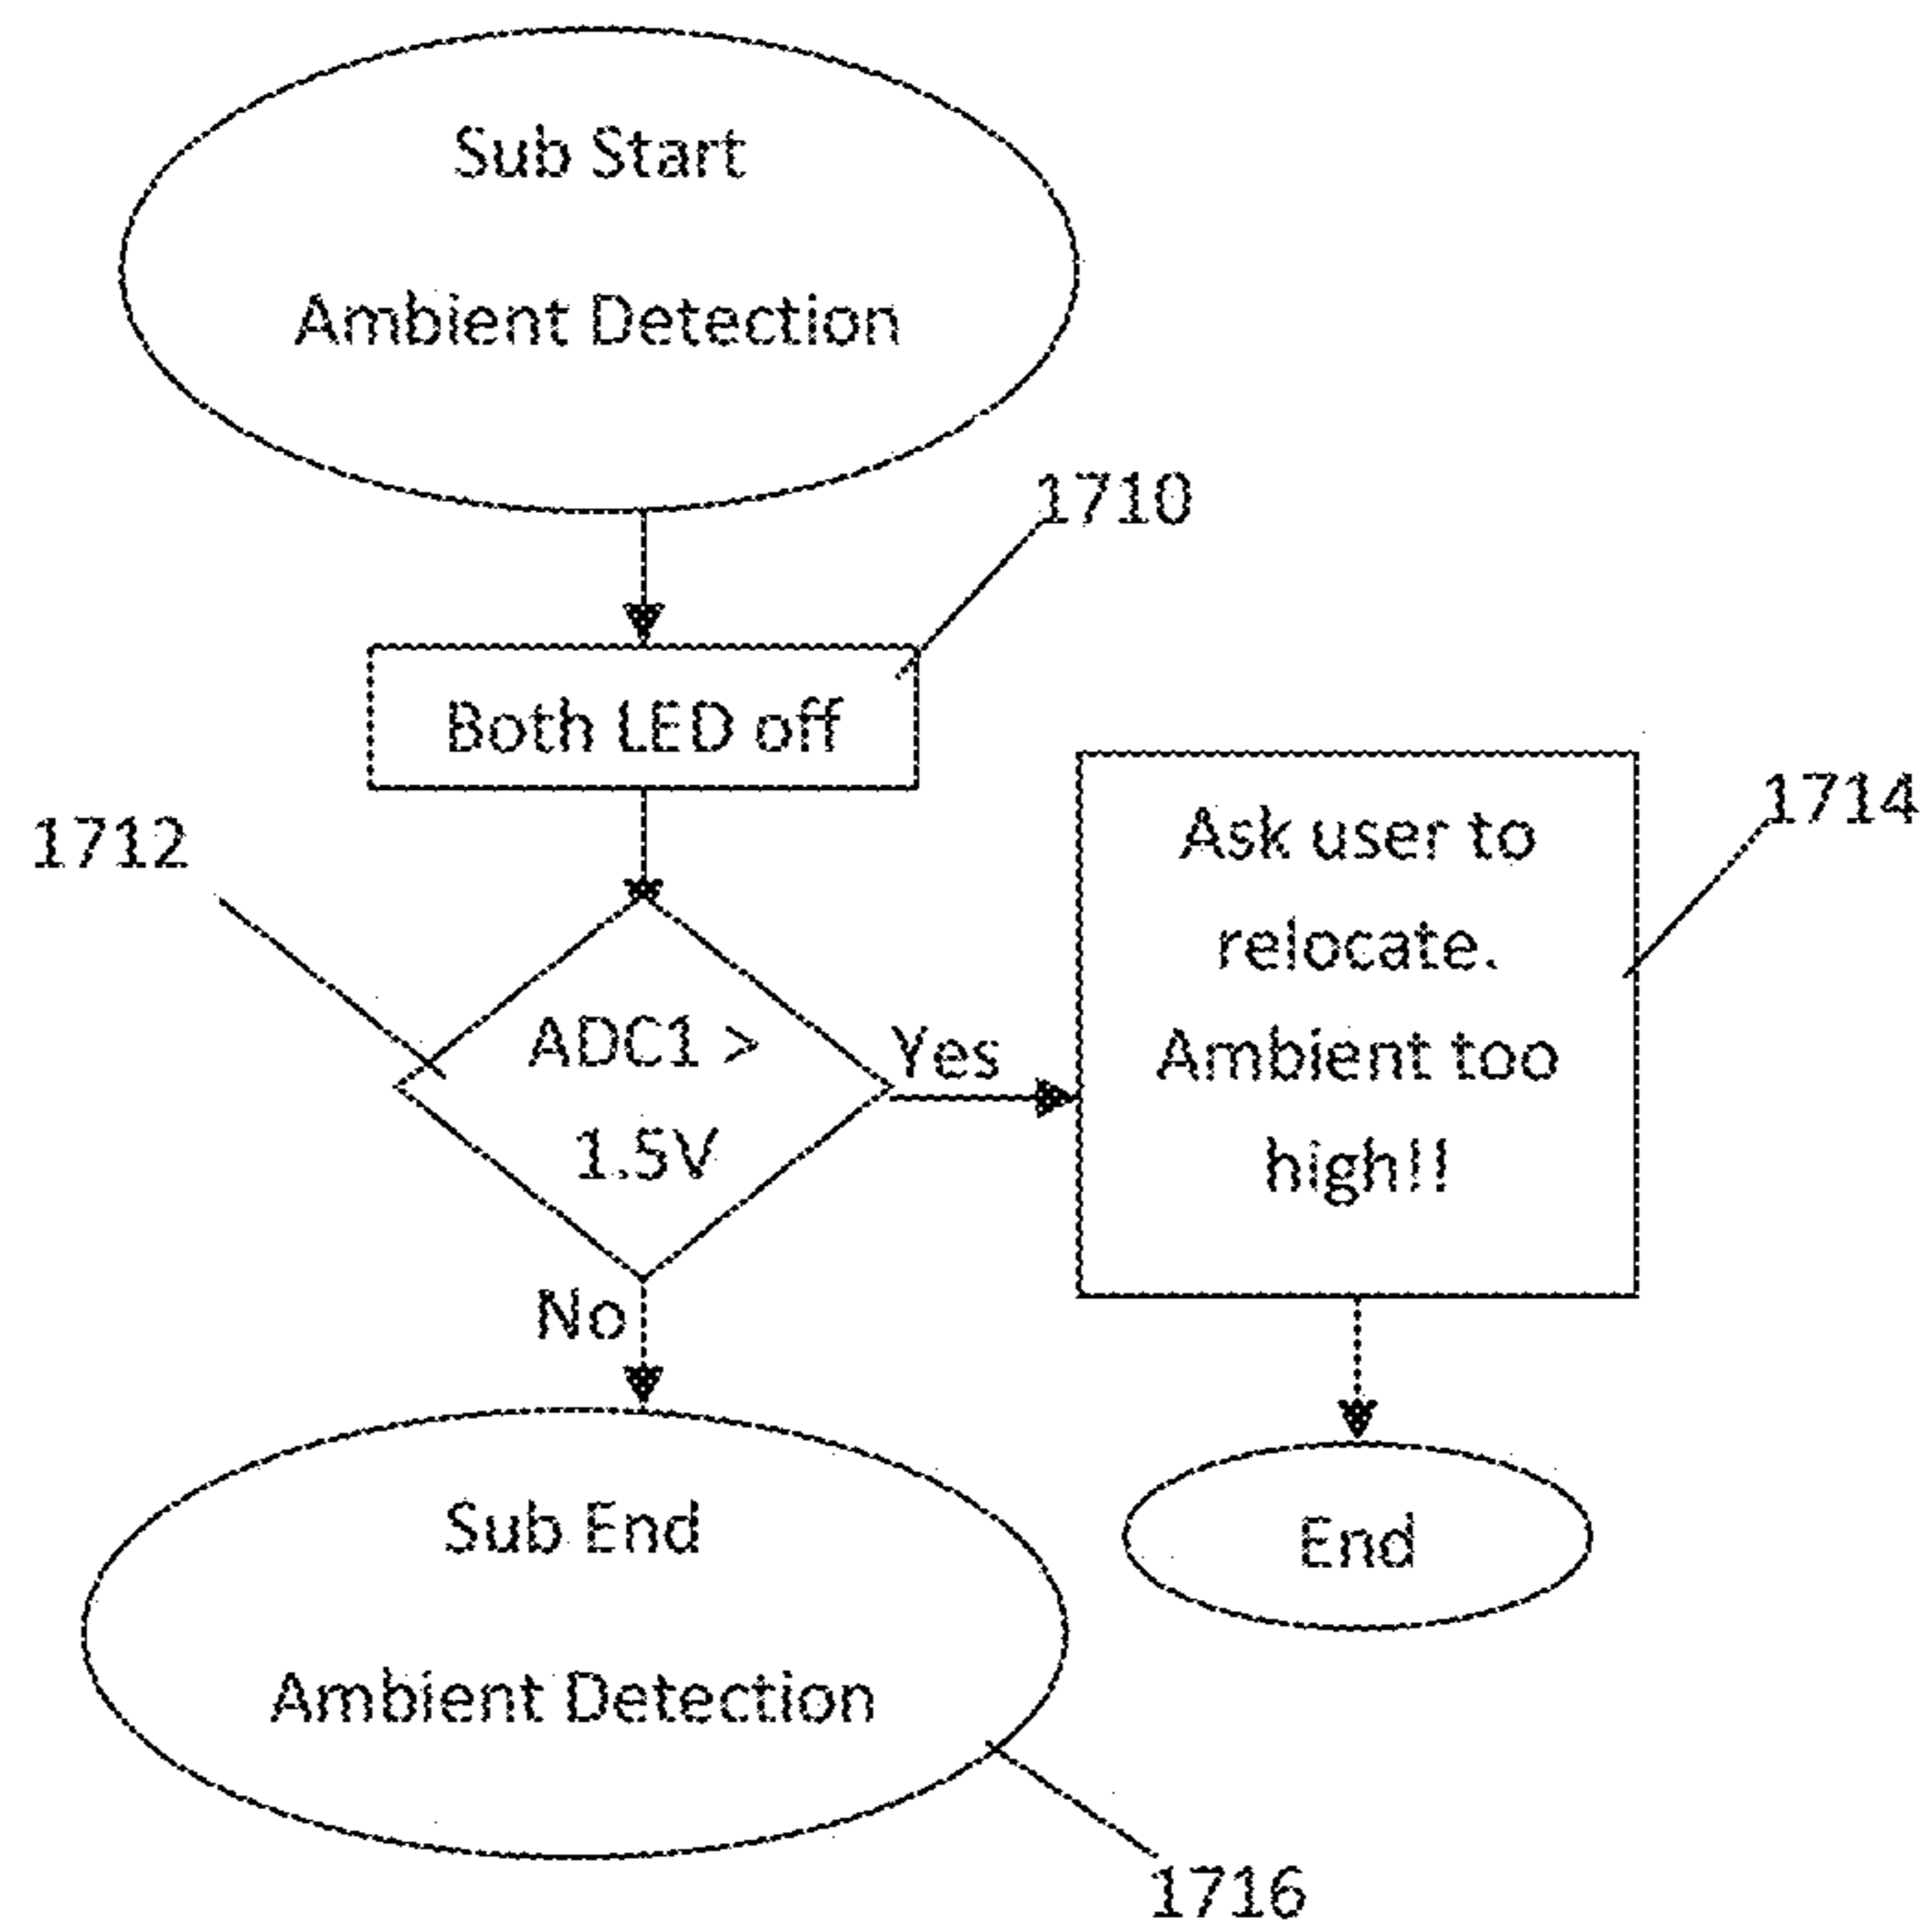 Sub Start
Ambient Detection
1710
Both LED off
1712
ADC1 >
1.5V
Yes
No
Ask user to
relocate.
Ambient too
high!!
1714
Sub End
Ambient Detection
End
1716